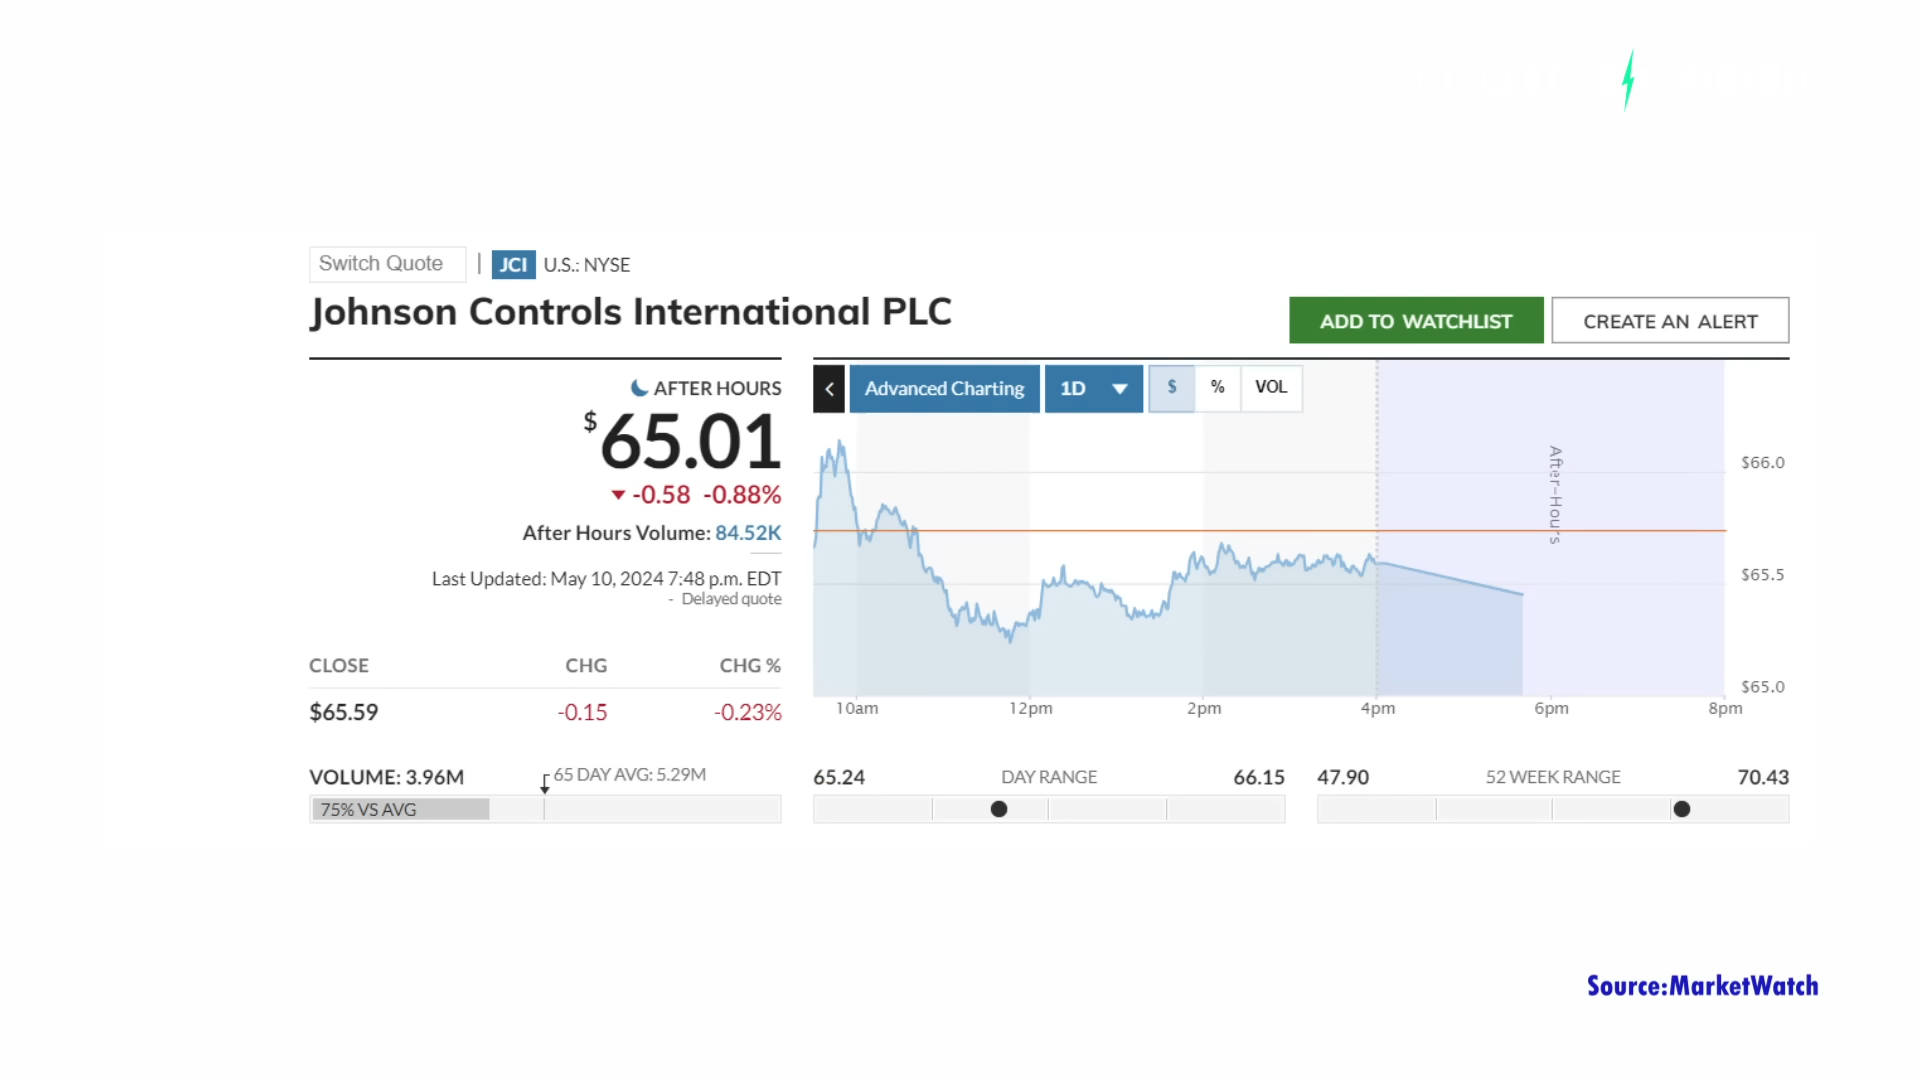 Switch Quote | JCI U.S.: NYSE
Johnson Controls International PLC
ADD TO WATCHLIST CREATE AN ALERT
AFTER HOURS
$65.01
-0.58 -0.88%
After Hours Volume: 84.52K
Last Updated: May 10, 2024 7:48 p.m. EDT
- Delayed quote
CLOSE CHG CHG %
$65.59 -0.15 -0.23%
VOLUME: 3.96M 65 DAY AVG: 5.29M
75% VS AVG
Advanced Charting 1D $ % VOL
After-Hours
$66.0
$65.5
$65.0
10am 12pm 2pm 4pm 6pm 8pm
65.24 DAY RANGE 66.15
47.90 52 WEEK RANGE 70.43
Source:MarketWatch